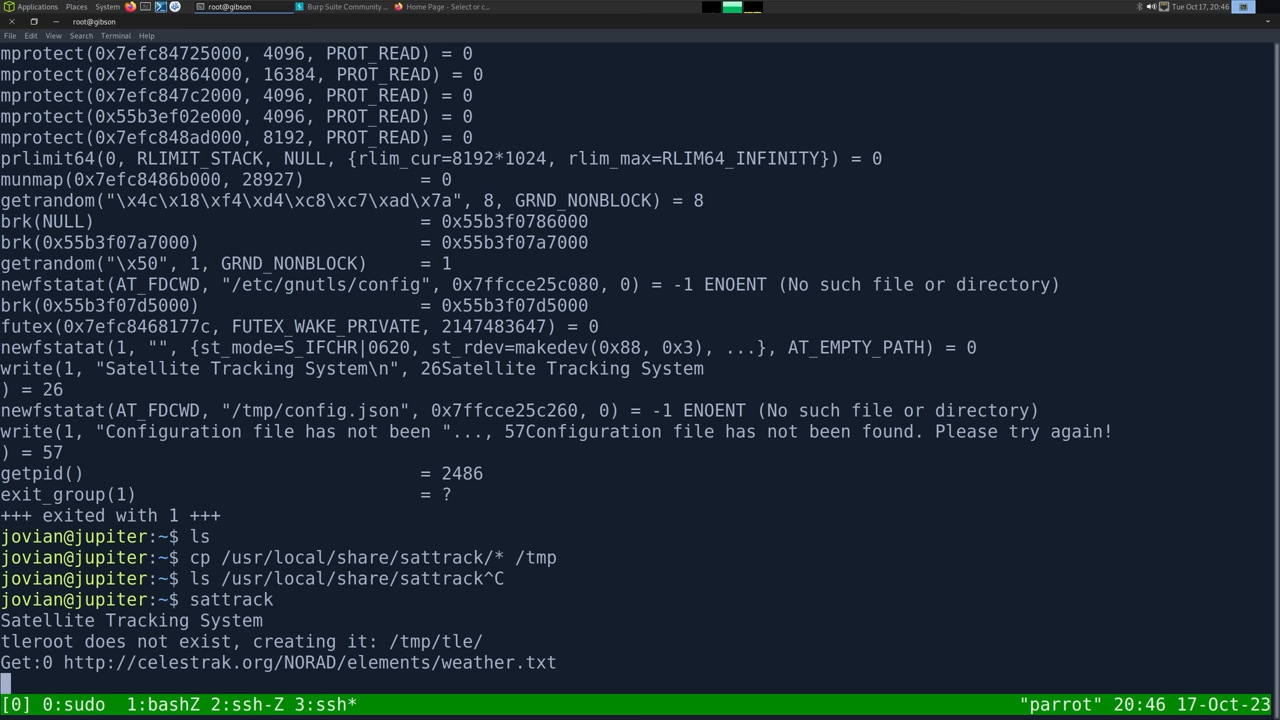 Applications Places System root@gibson Burp Suite Community ... Home Page - Select or c... Tue Oct 17, 20:46
root@gibson
File Edit View Search Terminal Help
mprotect(0x7efc84725000, 4096, PROT_READ) = 0
mprotect(0x7efc84864000, 16384, PROT_READ) = 0
mprotect(0x7efc847c2000, 4096, PROT_READ) = 0
mprotect(0x55b3ef02e000, 4096, PROT_READ) = 0
mprotect(0x7efc848ad000, 8192, PROT_READ) = 0
prlimit64(0, RLIMIT_STACK, NULL, {rlim_cur=8192*1024, rlim_max=RLIM64_INFINITY}) = 0
munmap(0x7efc8486b000, 28927) = 0
getrandom("\x4c\x18\xf4\xd4\xc8\xc7\xad\x7a", 8, GRND_NONBLOCK) = 8
brk(NULL) = 0x55b3f0786000
brk(0x55b3f07a7000) = 0x55b3f07a7000
getrandom("\x50", 1, GRND_NONBLOCK) = 1
newfstatat(AT_FDCWD, "/etc/gnutls/config", 0x7ffcce25c080, 0) = -1 ENOENT (No such file or directory)
brk(0x55b3f07d5000) = 0x55b3f07d5000
futex(0x7efc8468177c, FUTEX_WAKE_PRIVATE, 2147483647) = 0
newfstatat(1, "", {st_mode=S_IFCHR|0620, st_rdev=makedev(0x88, 0x3), ...}, AT_EMPTY_PATH) = 0
write(1, "Satellite Tracking System\n", 26Satellite Tracking System
) = 26
newfstatat(AT_FDCWD, "/tmp/config.json", 0x7ffcce25c260, 0) = -1 ENOENT (No such file or directory)
write(1, "Configuration file has not been "..., 57Configuration file has not been found. Please try again!
) = 57
getpid() = 2486
exit_group(1) = ?
+++ exited with 1 +++
jovian@jupiter:~$ ls
jovian@jupiter:~$ cp /usr/local/share/sattrack/* /tmp
jovian@jupiter:~$ ls /usr/local/share/sattrack^C
jovian@jupiter:~$ sattrack
Satellite Tracking System
tleroot does not exist, creating it: /tmp/tle/
Get:0 http://celestrak.org/NORAD/elements/weather.txt
[0] 0:sudo 1:bashZ 2:ssh-Z 3:ssh* "parrot" 20:46 17-Oct-23